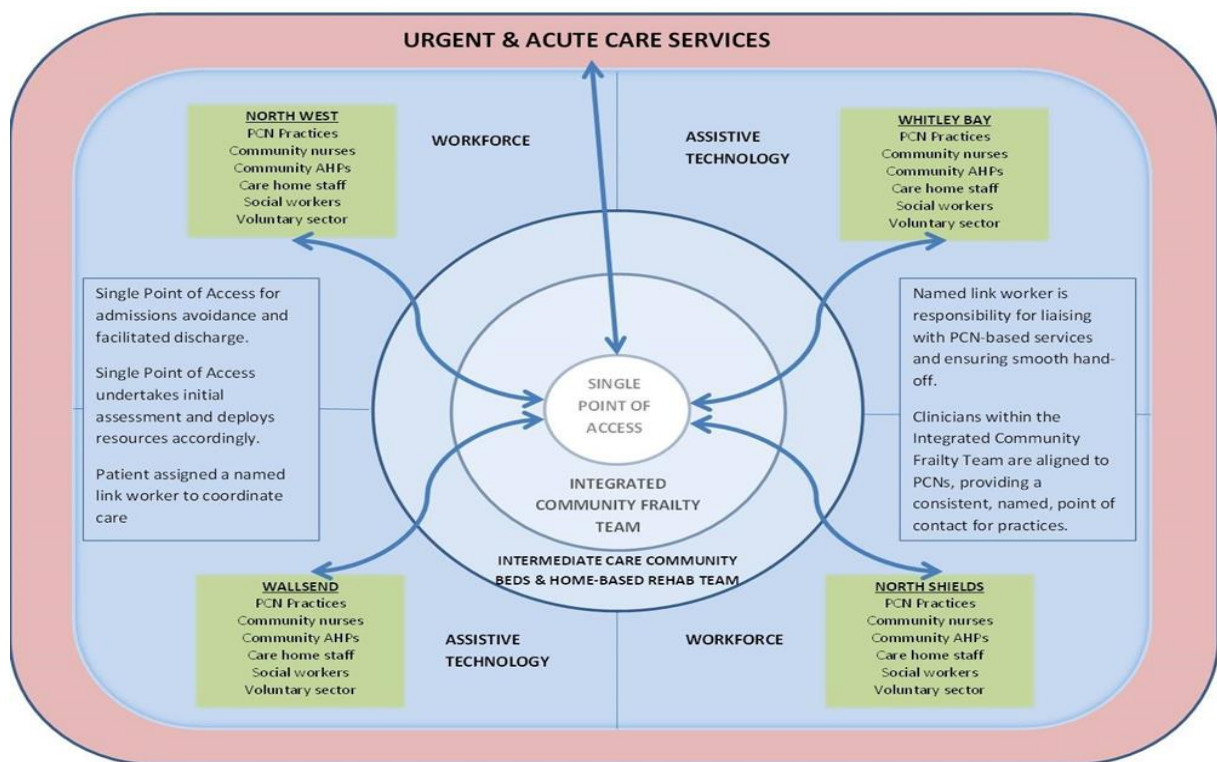 URGENT & ACUTE CARE SERVICES
NORTH WEST
PCN Practices
Community nurses
Community AHPs
Care home staff
Social workers
Voluntary sector
WORKFORCE
ASSISTIVE
TECHNOLOGY
WHITLEY BAY
PCN Practices
Community nurses
Community AHPs
Care home staff
Social workers
Voluntary sector
Single Point of Access for
admissions avoidance and
facilitated discharge.
Single Point of Access
undertakes initial
assessment and deploys
resources accordingly.
Patient assigned a named
link worker to coordinate
care
SINGLE
POINT OF
ACCESS
INTEGRATED
COMMUNITY FRAILTY
TEAM
INTERMEDIATE CARE COMMUNITY
BEDS & HOME-BASED REHAB TEAM
Named link worker is
responsibility for liaising
with PCN-based services
and ensuring smooth hand-
off.
Clinicians within the
Integrated Community
Frailty Team are aligned to
PCNs, providing a
consistent, named, point of
contact for practices.
WALLSEND
PCN Practices
Community nurses
Community AHPs
Care home staff
Social workers
Voluntary sector
ASSISTIVE
TECHNOLOGY
WORKFORCE
NORTH SHIELDS
PCN Practices
Community nurses
Community AHPs
Care home staff
Social workers
Voluntary sector